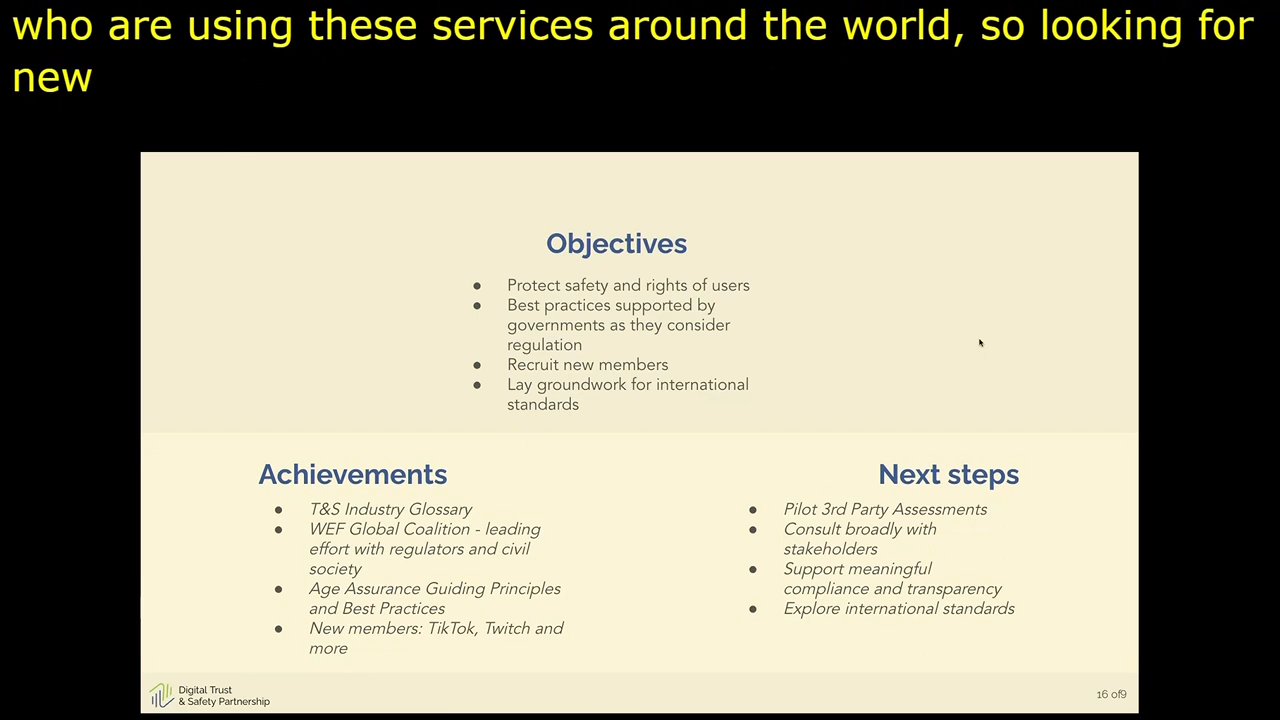 who are using these services around the world, so looking for
new
Objectives
● Protect safety and rights of users
● Best practices supported by
governments as they consider
regulation
● Recruit new members
● Lay groundwork for international
standards
Achievements
● T&S Industry Glossary
● WEF Global Coalition - leading
effort with regulators and civil
society
● Age Assurance Guiding Principles
and Best Practices
● New members: TikTok, Twitch and
more
Next steps
● Pilot 3rd Party Assessments
● Consult broadly with
stakeholders
● Support meaningful
compliance and transparency
● Explore international standards
Digital Trust
& Safety Partnership
16 of9